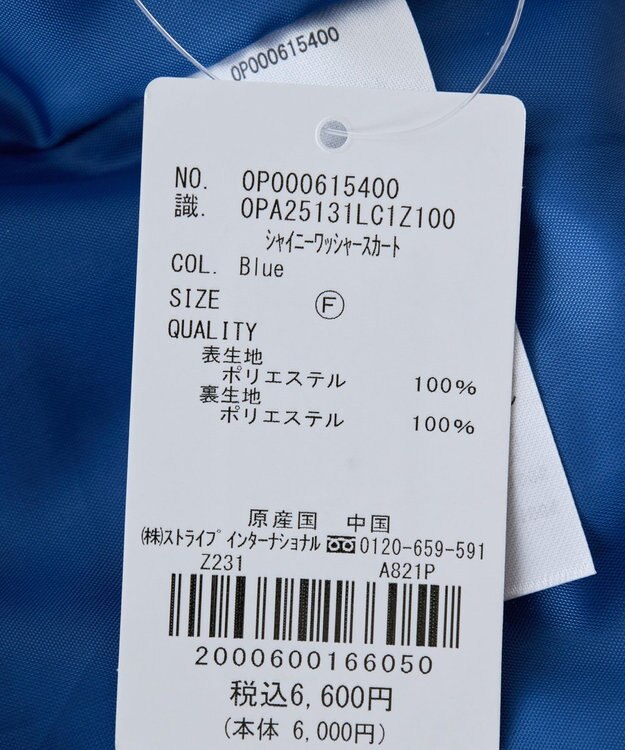 0P000615400
NO. 0P000615400
識. 0PA25131LC1Z100
シャイニーワッシャースカート
COL. Blue
SIZE Ⓕ
QUALITY
表生地
ポリエステル 100%
裏生地
ポリエステル 100%
原産国 中国
(株)ストライプ インターナショナル 0120-659-591
Z231 A821P
2000600166050
税込6,600円
(本体 6,000円)